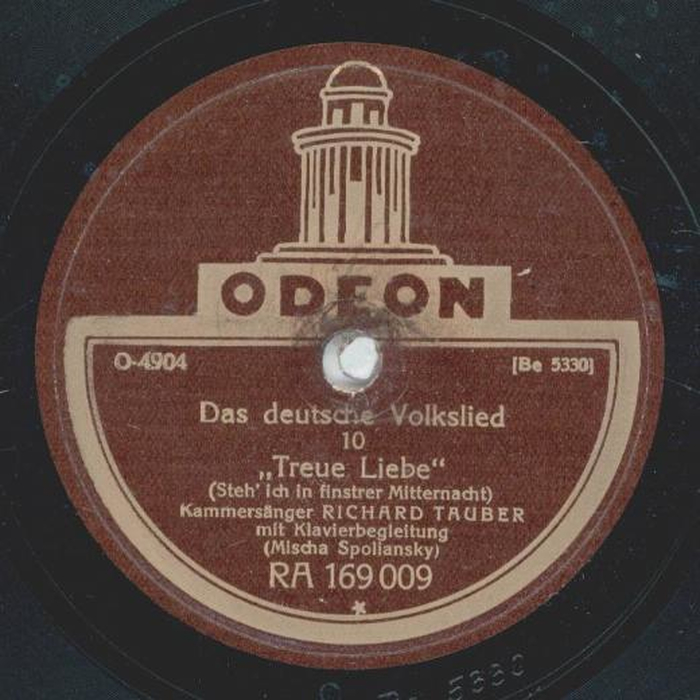 ODEON
O-4904 [Be 5330]
Das deutsche Volkslied
10
„Treue Liebe“
(Steh' ich in finstrer Mitternacht)
Kammersänger RICHARD TAUBER
mit Klavierbegleitung
(Mischa Spoliansky)
RA 169 009